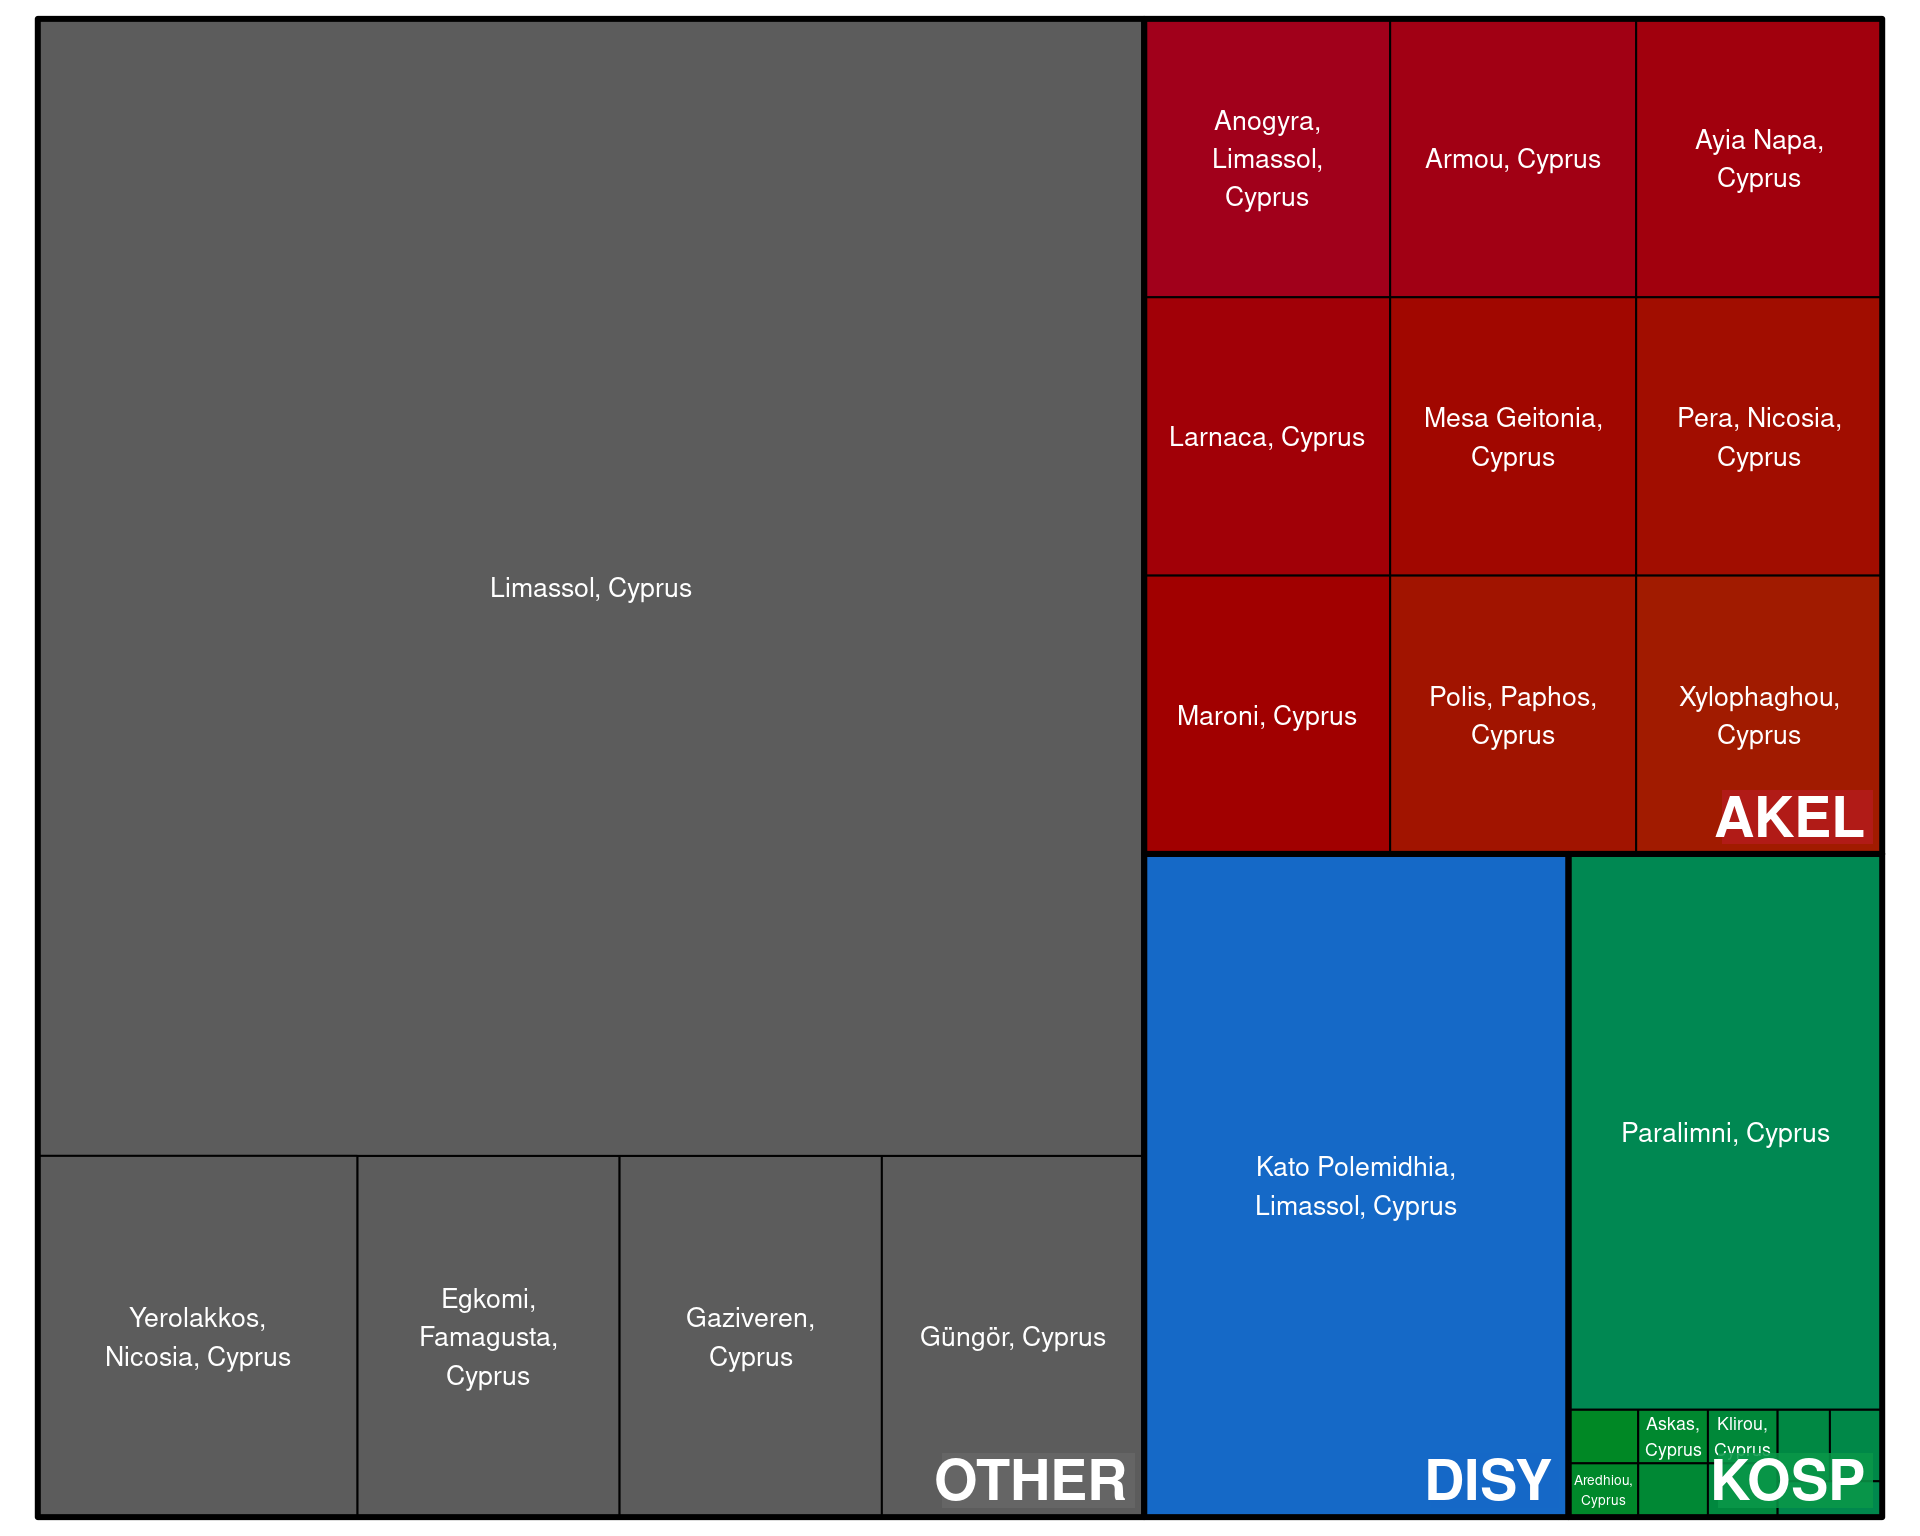 Limassol, Cyprus
Yerolakkos,
Nicosia, Cyprus
Egkomi,
Famagusta,
Cyprus
Gaziveren,
Cyprus
Güngör, Cyprus
OTHER
Anogyra,
Limassol,
Cyprus
Armou, Cyprus
Ayia Napa,
Cyprus
Larnaca, Cyprus
Mesa Geitonia,
Cyprus
Pera, Nicosia,
Cyprus
Maroni, Cyprus
Polis, Paphos,
Cyprus
Xylophaghou,
Cyprus
AKEL
Kato Polemidhia,
Limassol, Cyprus
DISY
Paralimni, Cyprus
Askas,
Cyprus
Klirou,
Cyprus
Aredhiou,
Cyprus
KOSP